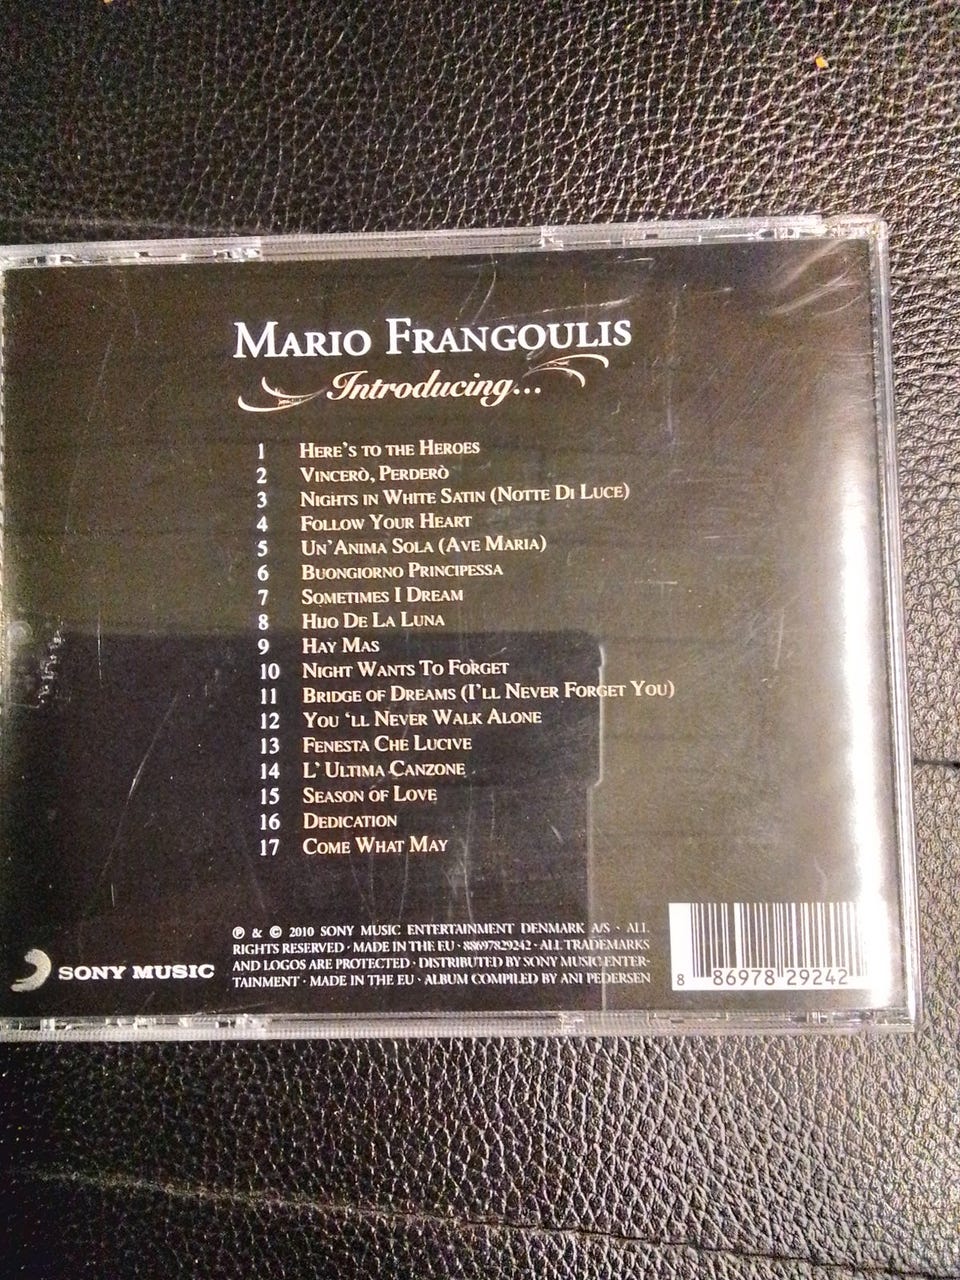 MARIO FRANGOULIS
Introducing...
1 HERE'S TO THE HEROES
2 VINCERÒ, PERDERÒ
3 NIGHTS IN WHITE SATIN (NOTTE DI LUCE)
4 FOLLOW YOUR HEART
5 UN'ANIMA SOLA (AVE MARIA)
6 BUONGIORNO PRINCIPESSA
7 SOMETIMES I DREAM
8 HIJO DE LA LUNA
9 HAY MAS
10 NIGHT WANTS TO FORGET
11 BRIDGE OF DREAMS (I'LL NEVER FORGET YOU)
12 YOU 'LL NEVER WALK ALONE
13 FENESTA CHE LUCIVE
14 L' ULTIMA CANZONE
15 SEASON OF LOVE
16 DEDICATION
17 COME WHAT MAY
℗ & © 2010 SONY MUSIC ENTERTAINMENT DENMARK A/S · ALL
RIGHTS RESERVED · MADE IN THE EU · 88697829242 · ALL TRADEMARKS
AND LOGOS ARE PROTECTED · DISTRIBUTED BY SONY MUSIC ENTER-
TAINMENT · MADE IN THE EU · ALBUM COMPILED BY ANI PEDERSEN
SONY MUSIC
8 86978 29242